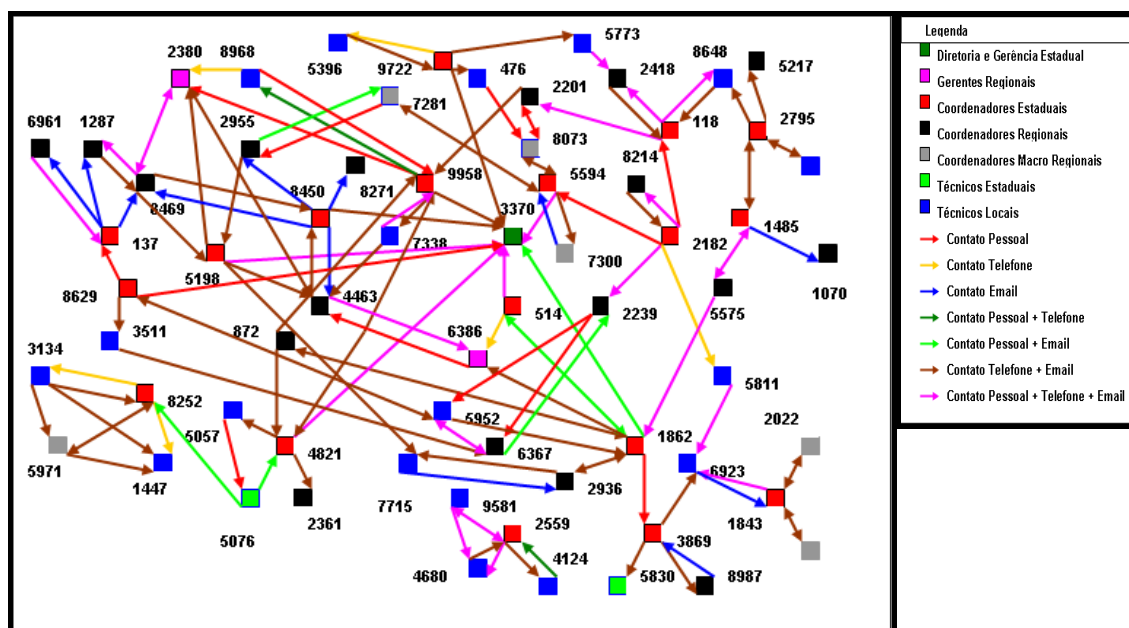 5773
2380 8968
8648
5217
5396 9722 476 2418
7281 2201
6961 1287 2955 118 2795
8073
8214
9958 5594
8450 8271
3370
8469
137 7338 2182 1485
7300
5198
8629 4463 514 2239 5575 1070
3511 872 6386
3134
5811
8252
2022
5952
5057 4821 6367 1862
5971 6923
1447 2936
2361 7715 9581 1843
2559
5076 3869
4124
4680 5830 8987
Legenda
Diretoria e Gerência Estadual
Gerentes Regionais
Coordenadores Estaduais
Coordenadores Regionais
Coordenadores Macro Regionais
Técnicos Estaduais
Técnicos Locais
Contato Pessoal
Contato Telefone
Contato Email
Contato Pessoal + Telefone
Contato Pessoal + Email
Contato Telefone + Email
Contato Pessoal + Telefone + Email